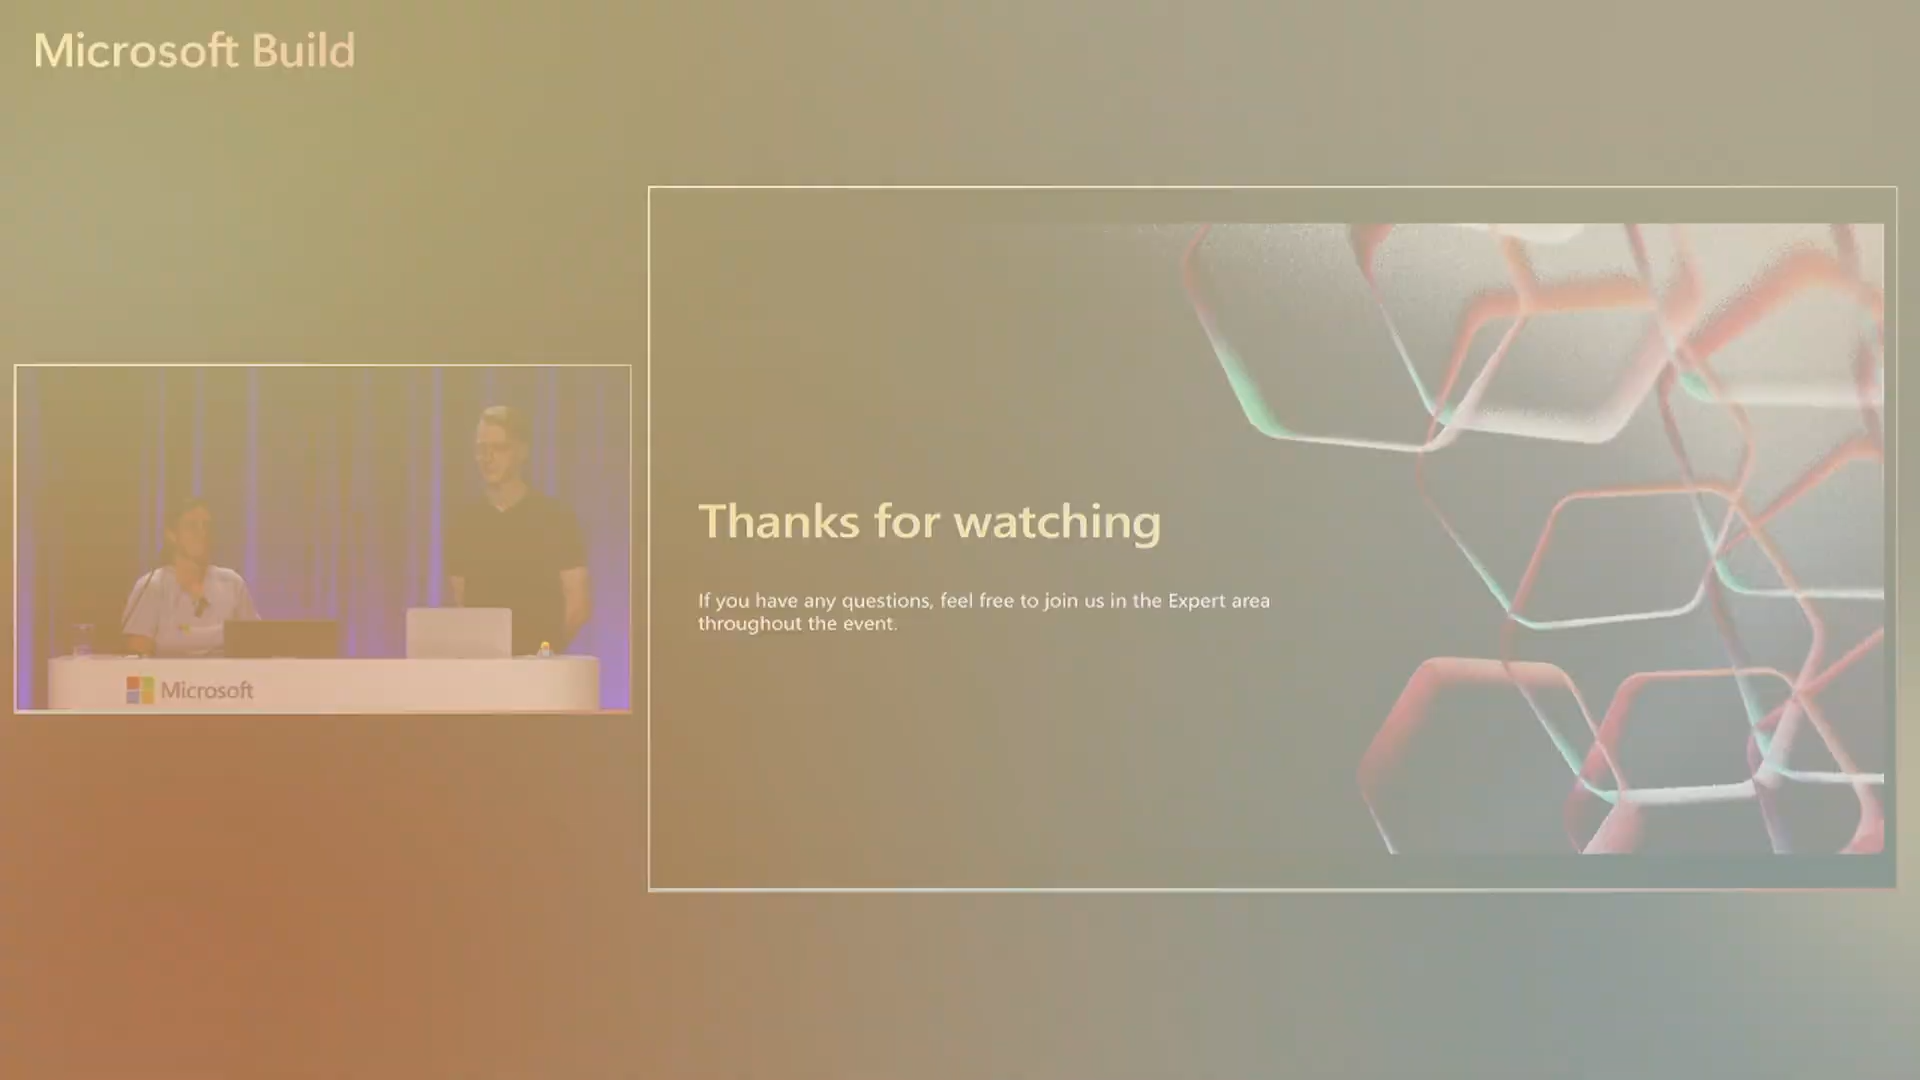 Microsoft Build
Thanks for watching
If you have any questions, feel free to join us in the Expert area
throughout the event.
Microsoft